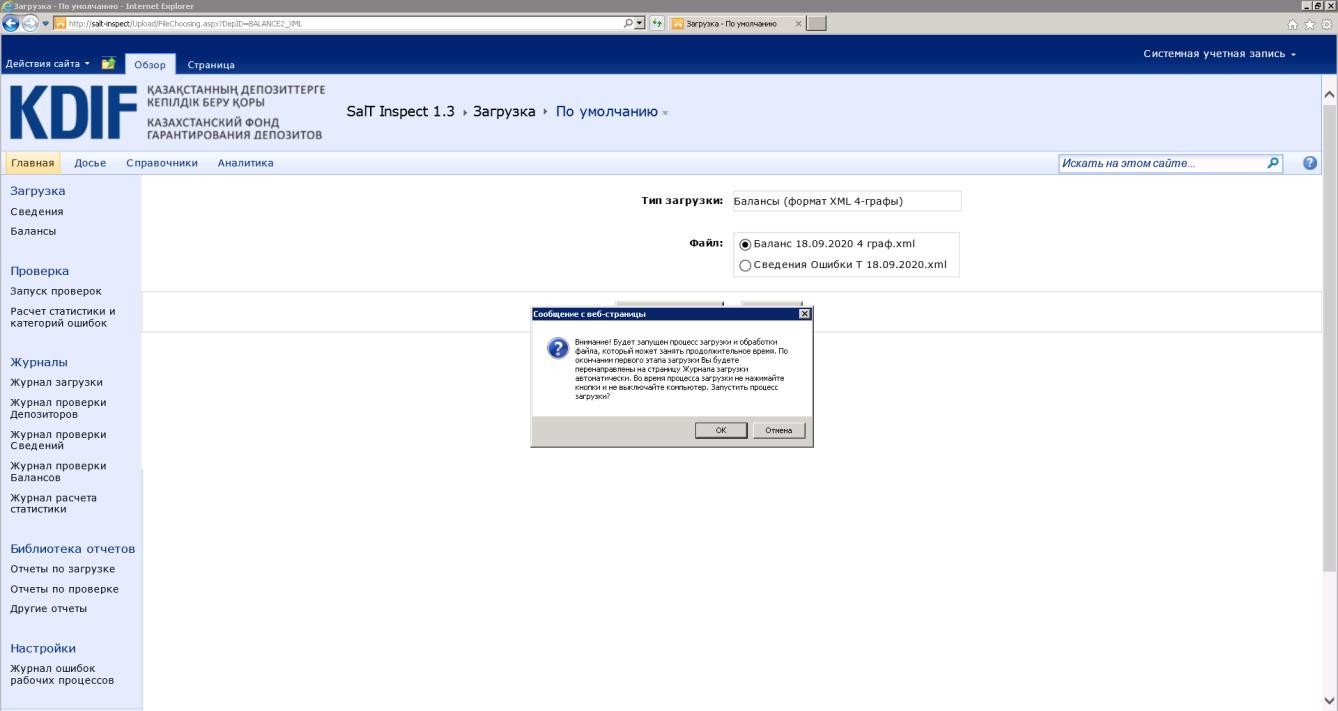 Загрузка - По умолчанию - Internet Explorer
http://salt-inspect/Upload/FileChoosing.aspx?DepID=BALANCE2_XML
Загрузка - По умолчанию
Системная учетная запись
Действия сайта
Обзор
Страница
KDIF
ҚАЗАҚСТАННЫҢ ДЕПОЗИТТЕРГЕ
КЕПІЛДІК БЕРУ ҚОРЫ
КАЗАХСТАНСКИЙ ФОНД
ГАРАНТИРОВАНИЯ ДЕПОЗИТОВ
SalT Inspect 1.3 Загрузка По умолчанию
Главная Досье Справочники Аналитика
Искать на этом сайте...
Загрузка
Сведения
Балансы
Проверка
Запуск проверок
Расчет статистики и
категорий ошибок
Журналы
Журнал загрузки
Журнал проверки
Депозиторов
Журнал проверки
Сведений
Журнал проверки
Балансов
Журнал расчета
статистики
Библиотека отчетов
Отчеты по загрузке
Отчеты по проверке
Другие отчеты
Настройки
Журнал ошибок
рабочих процессов
Тип загрузки: Балансы (формат XML 4-графы)
Файл: Баланс 18.09.2020 4 граф.xml
Сведения Ошибки Т 18.09.2020.xml
Сообщение с веб-страницы
Внимание! Будет запущен процесс загрузки и обработки
файла, который может занять продолжительное время. По
окончании первого этапа загрузки Вы будете
перенаправлены на страницу Журнала загрузки
автоматически. Во время процесса загрузки не нажимайте
кнопки и не выключайте компьютер. Запустить процесс
загрузки?
OK
Отмена